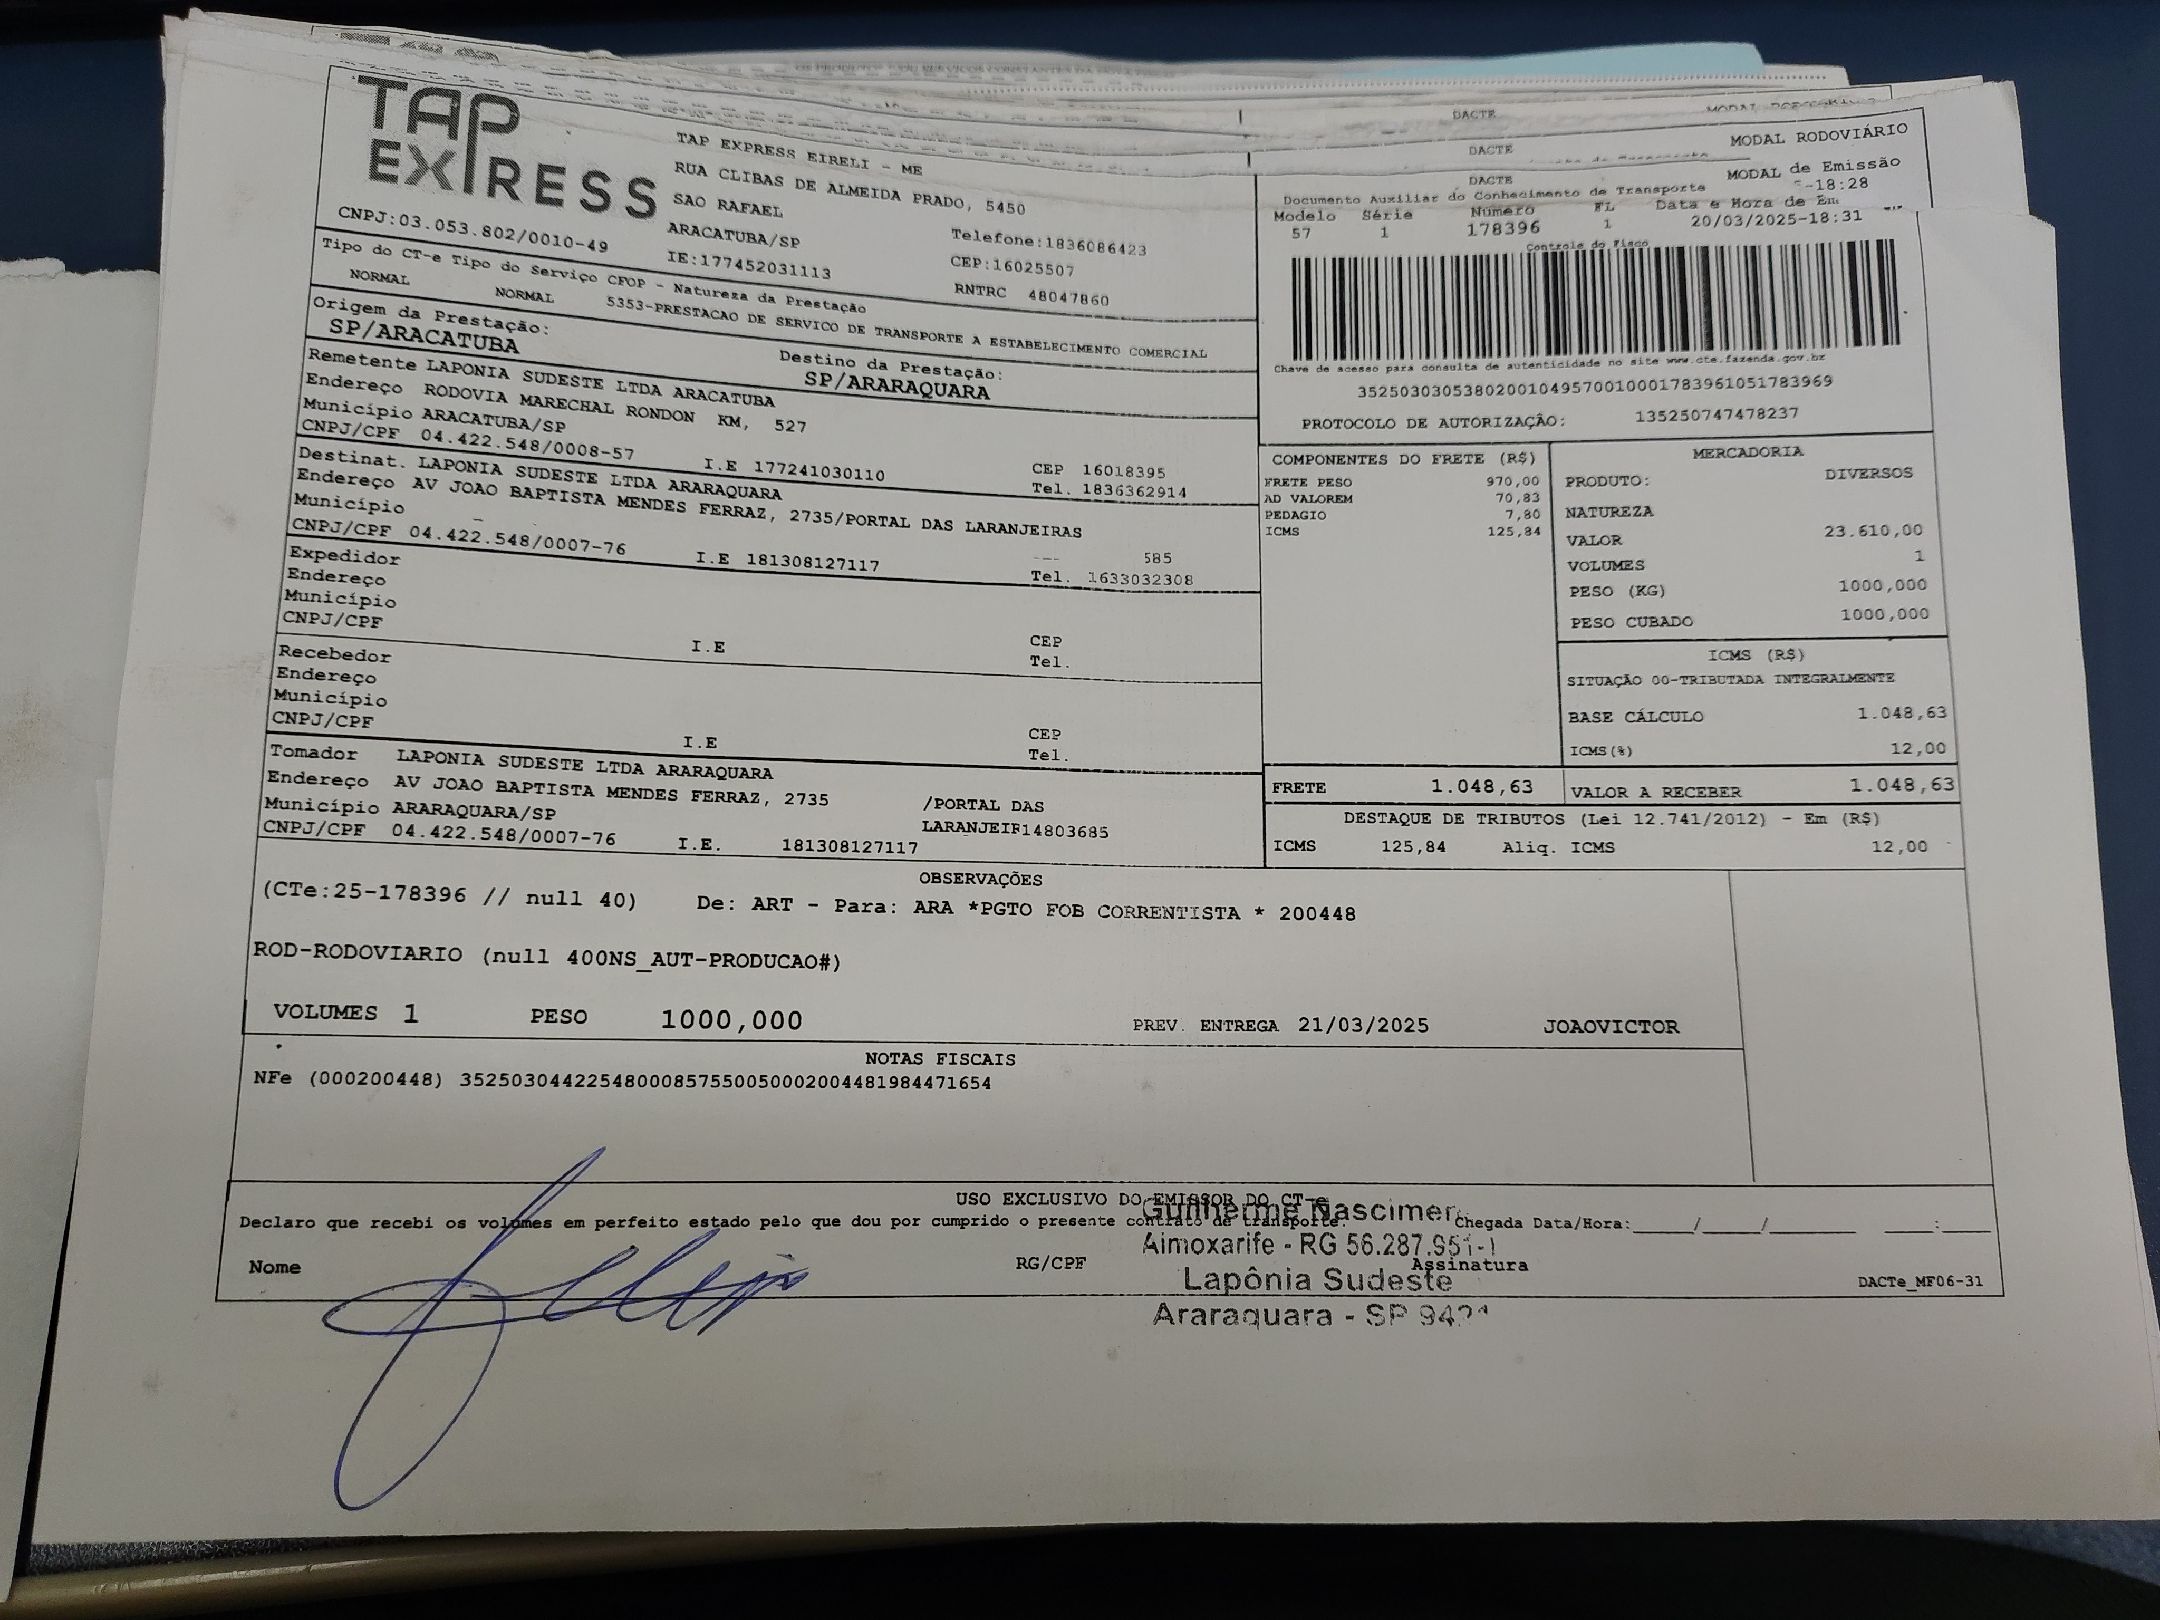 TAP
EXPRESS
TAP EXPRESS EIRELI - ME
RUA CLIBAS DE ALMEIDA PRADO, 5450
SAO RAFAEL
ARACATUBA/SP
Telefone:1836086423
CNPJ:03.053.802/0010-49
IE:177452031113
CEP:16025507
RNTRC 48047860
DACTE
DACTE
DACTE
MODAL RODOVIÁRIO
MODAL de Emissão
-18:28
Documento Auxiliar do Conhecimento de Transporte
Modelo Série Número FL Data e Hora de
57 1 178396 1 20/03/2025-18:31
Controle do Fisco
Chave de acesso para consulta de autenticidade no site www.cte.fazenda.gov.br
35250303053802001049570010001783961051783969
PROTOCOLO DE AUTORIZAÇÃO: 135250747478237
Tipo do CT-e Tipo do Serviço CFOP - Natureza da Prestação
NORMAL NORMAL 5353-PRESTACAO DE SERVICO DE TRANSPORTE A ESTABELECIMENTO COMERCIAL
Origem da Prestação: Destino da Prestação:
SP/ARACATUBA SP/ARARAQUARA
Remetente LAPONIA SUDESTE LTDA ARACATUBA
Endereço RODOVIA MARECHAL RONDON KM, 527
Município ARACATUBA/SP CEP 16018395
CNPJ/CPF 04.422.548/0008-57 I.E 177241030110 Tel. 1836362914
Destinat. LAPONIA SUDESTE LTDA ARARAQUARA
Endereço AV JOAO BAPTISTA MENDES FERRAZ, 2735/PORTAL DAS LARANJEIRAS
Município 585
CNPJ/CPF 04.422.548/0007-76 I.E 181308127117 Tel. 1633032308
Expedidor
Endereço
Município CEP
CNPJ/CPF I.E Tel.
Recebedor
Endereço
Município CEP
CNPJ/CPF I.E Tel.
Tomador LAPONIA SUDESTE LTDA ARARAQUARA
Endereço AV JOAO BAPTISTA MENDES FERRAZ, 2735 /PORTAL DAS
Município ARARAQUARA/SP LARANJEIR14803685
CNPJ/CPF 04.422.548/0007-76 I.E. 181308127117
COMPONENTES DO FRETE (R$)
FRETE PESO 970,00
AD VALOREM 70,83
PEDAGIO 7,80
ICMS 125,84
MERCADORIA
PRODUTO: DIVERSOS
NATUREZA
VALOR 23.610,00
VOLUMES 1
PESO (KG) 1000,000
PESO CUBADO 1000,000
ICMS (R$)
SITUAÇÃO 00-TRIBUTADA INTEGRALMENTE
BASE CÁLCULO 1.048,63
ICMS(%) 12,00
FRETE 1.048,63 VALOR A RECEBER 1.048,63
DESTAQUE DE TRIBUTOS (Lei 12.741/2012) - Em (R$)
ICMS 125,84 Aliq. ICMS 12,00
OBSERVAÇÕES
(CTe:25-178396 // null 40) De: ART - Para: ARA *PGTO FOB CORRENTISTA * 200448
ROD-RODOVIARIO (null 400NS_AUT-PRODUCAO#)
VOLUMES 1 PESO 1000,000 PREV. ENTREGA 21/03/2025 JOAOVICTOR
NOTAS FISCAIS
NFe (000200448) 35250304422548000857550050002004481984471654
USO EXCLUSIVO DO EMISSOR DO CT-e
Declaro que recebi os volumes em perfeito estado pelo que dou por cumprido o presente contrato de transporte. Chegada Data/Hora:_____/_____/_____ ____:____
Nome RG/CPF Assinatura
DACTe_MF06-31
Guilherme Nascimen
Almoxarife - RG 56.287.951-1
Lapônia Sudeste
Araraquara - SP